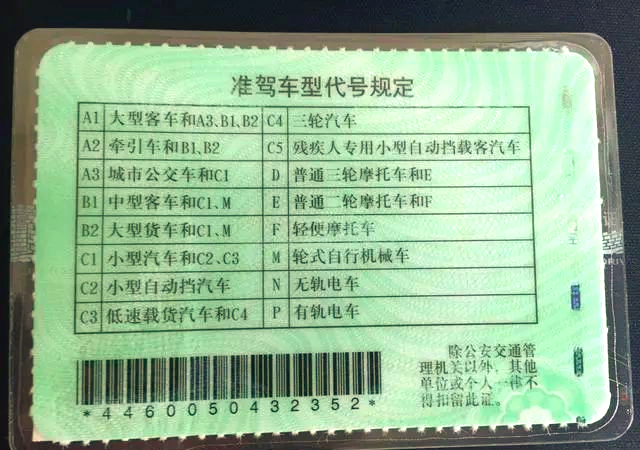 准驾车型代号规定
A1 大型客车和A3、B1、B2 C4 三轮汽车
A2 牵引车和B1、B2 C5 残疾人专用小型自动挡载客汽车
A3 城市公交车和C1 D 普通三轮摩托车和E
B1 中型客车和C1、M E 普通二轮摩托车和F
B2 大型货车和C1、M F 轻便摩托车
C1 小型汽车和C2、C3 M 轮式自行机械车
C2 小型自动挡汽车 N 无轨电车
C3 低速载货汽车和C4 P 有轨电车
除公安交通管
理机关以外，其他
单位或个人一律不
得扣留此证。
*4460050432352*